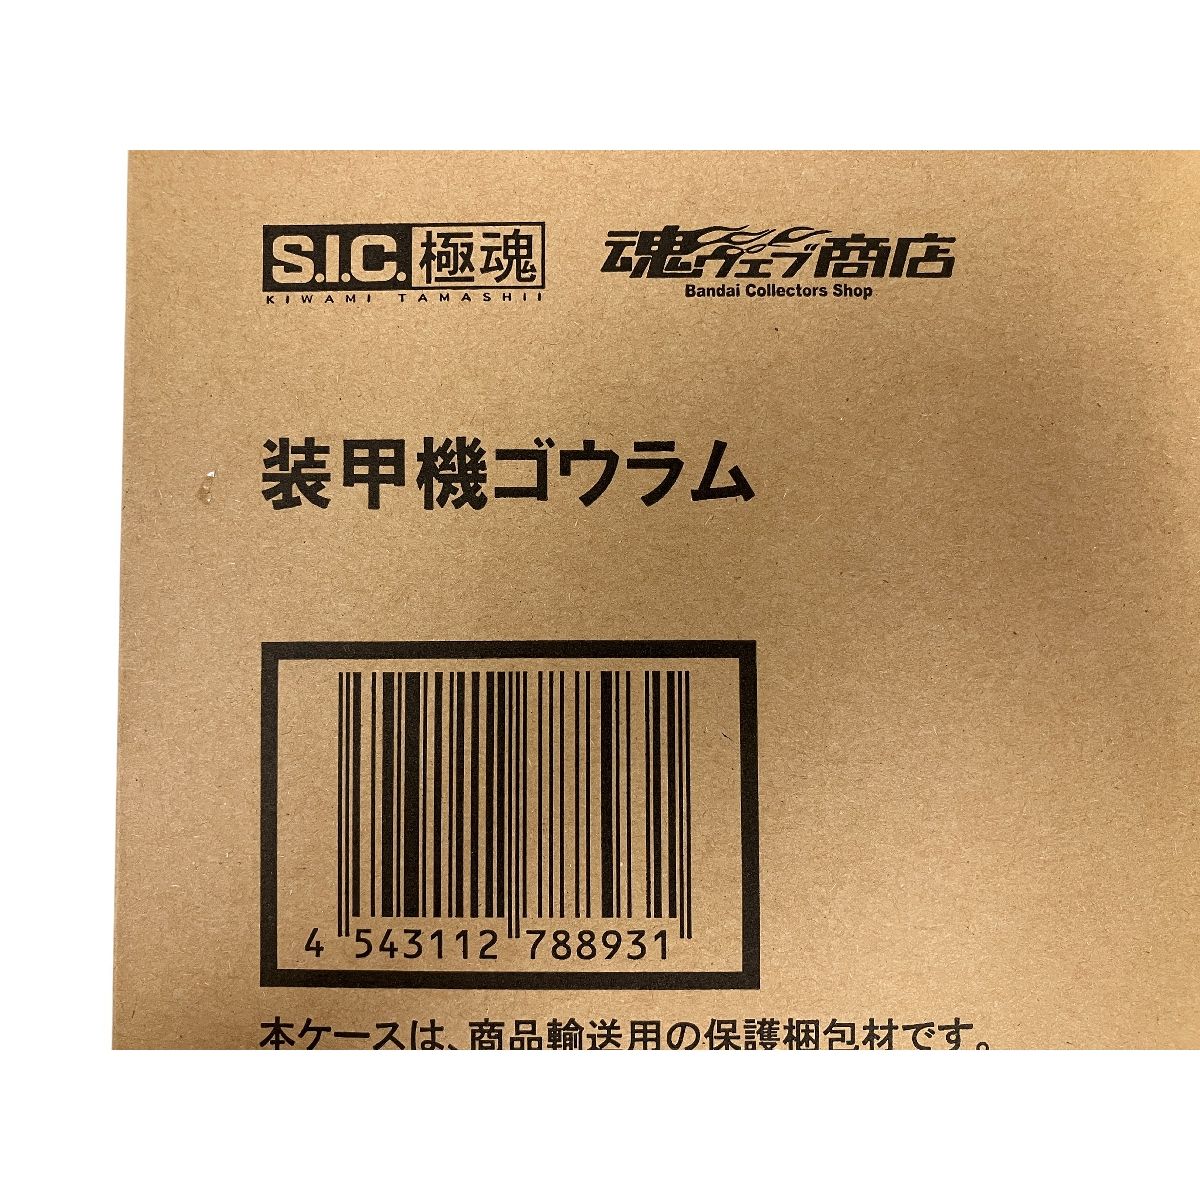 S.I.C. 極魂
KIWAMI TAMASHII
魂ウェブ商店
Bandai Collectors Shop
装甲機ゴウラム
4 543112 788931
本ケースは、商品輸送用の保護梱包材です。